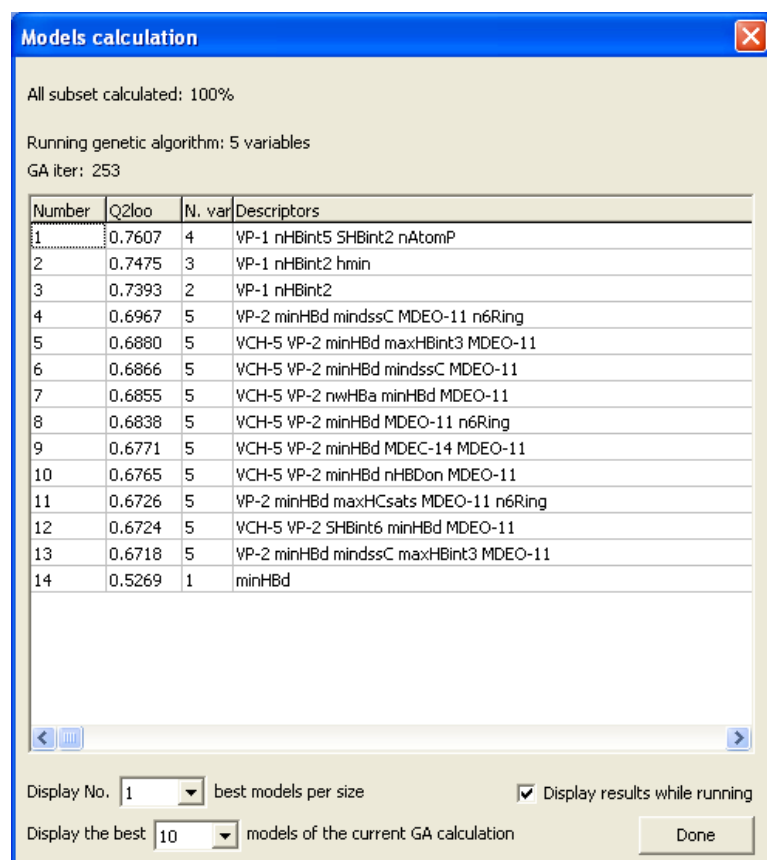 Models calculation
All subset calculated: 100%
Running genetic algorithm: 5 variables
GA iter: 253
Number Q2loo N. var Descriptors
1 0.7607 4 VP-1 nHBint5 SHBint2 nAtomP
2 0.7475 3 VP-1 nHBint2 hmin
3 0.7393 2 VP-1 nHBint2
4 0.6967 5 VP-2 minHBd mindssC MDEO-11 n6Ring
5 0.6880 5 VCH-5 VP-2 minHBd maxHBint3 MDEO-11
6 0.6866 5 VCH-5 VP-2 minHBd mindssC MDEO-11
7 0.6855 5 VCH-5 VP-2 nwHBa minHBd MDEO-11
8 0.6838 5 VCH-5 VP-2 minHBd MDEO-11 n6Ring
9 0.6771 5 VCH-5 VP-2 minHBd MDEC-14 MDEO-11
10 0.6765 5 VCH-5 VP-2 minHBd nHBDon MDEO-11
11 0.6726 5 VP-2 minHBd maxHCsats MDEO-11 n6Ring
12 0.6724 5 VCH-5 VP-2 SHBint6 minHBd MDEO-11
13 0.6718 5 VP-2 minHBd mindssC maxHBint3 MDEO-11
14 0.5269 1 minHBd
Display No. 1 best models per size Display results while running
Display the best 10 models of the current GA calculation Done